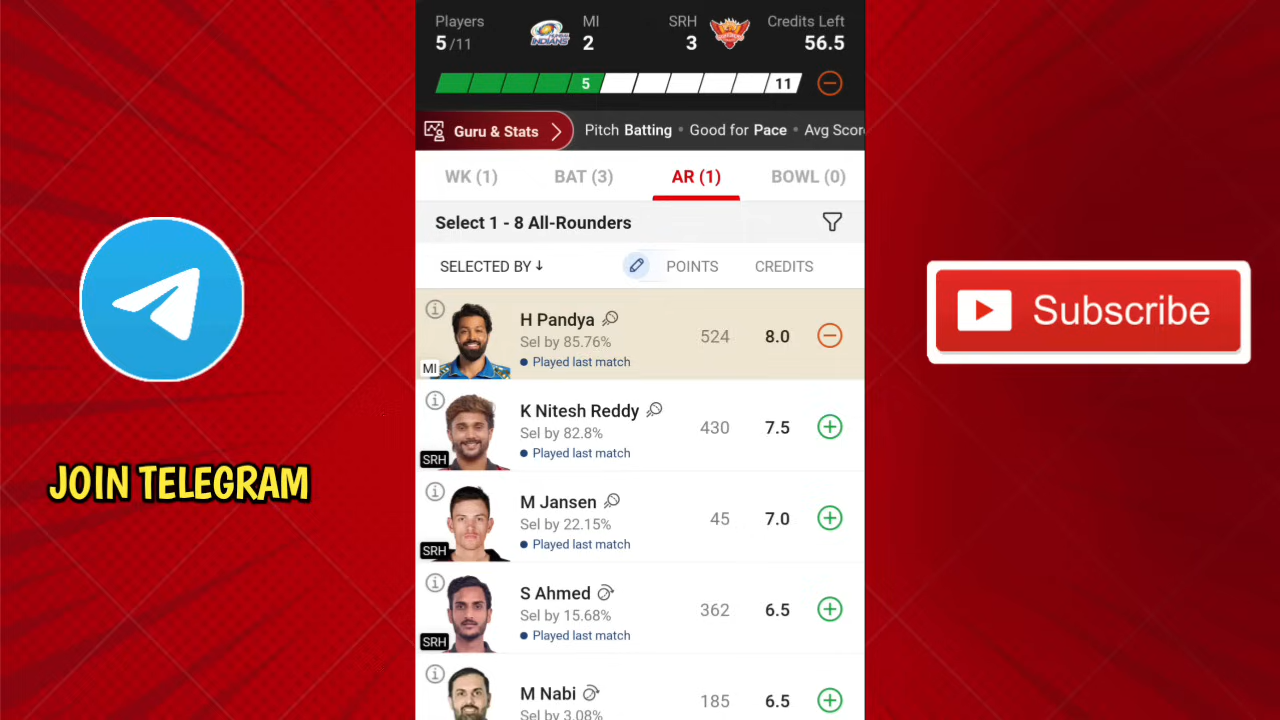 Players
5 /11
INDIANS
MI
2
SRH
3
Credits Left
56.5
5
11
Guru & Stats
Pitch Batting • Good for Pace • Avg Scor
WK (1)
BAT (3)
AR (1)
BOWL (0)
Select 1 - 8 All-Rounders
SELECTED BY ↓
POINTS
CREDITS
H Pandya
Sel by 85.76%
Played last match
MI
524
8.0
K Nitesh Reddy
Sel by 82.8%
Played last match
SRH
430
7.5
M Jansen
Sel by 22.15%
Played last match
SRH
45
7.0
S Ahmed
Sel by 15.68%
Played last match
SRH
362
6.5
M Nabi
Sel by 3.08%
185
6.5
JOIN TELEGRAM
Subscribe